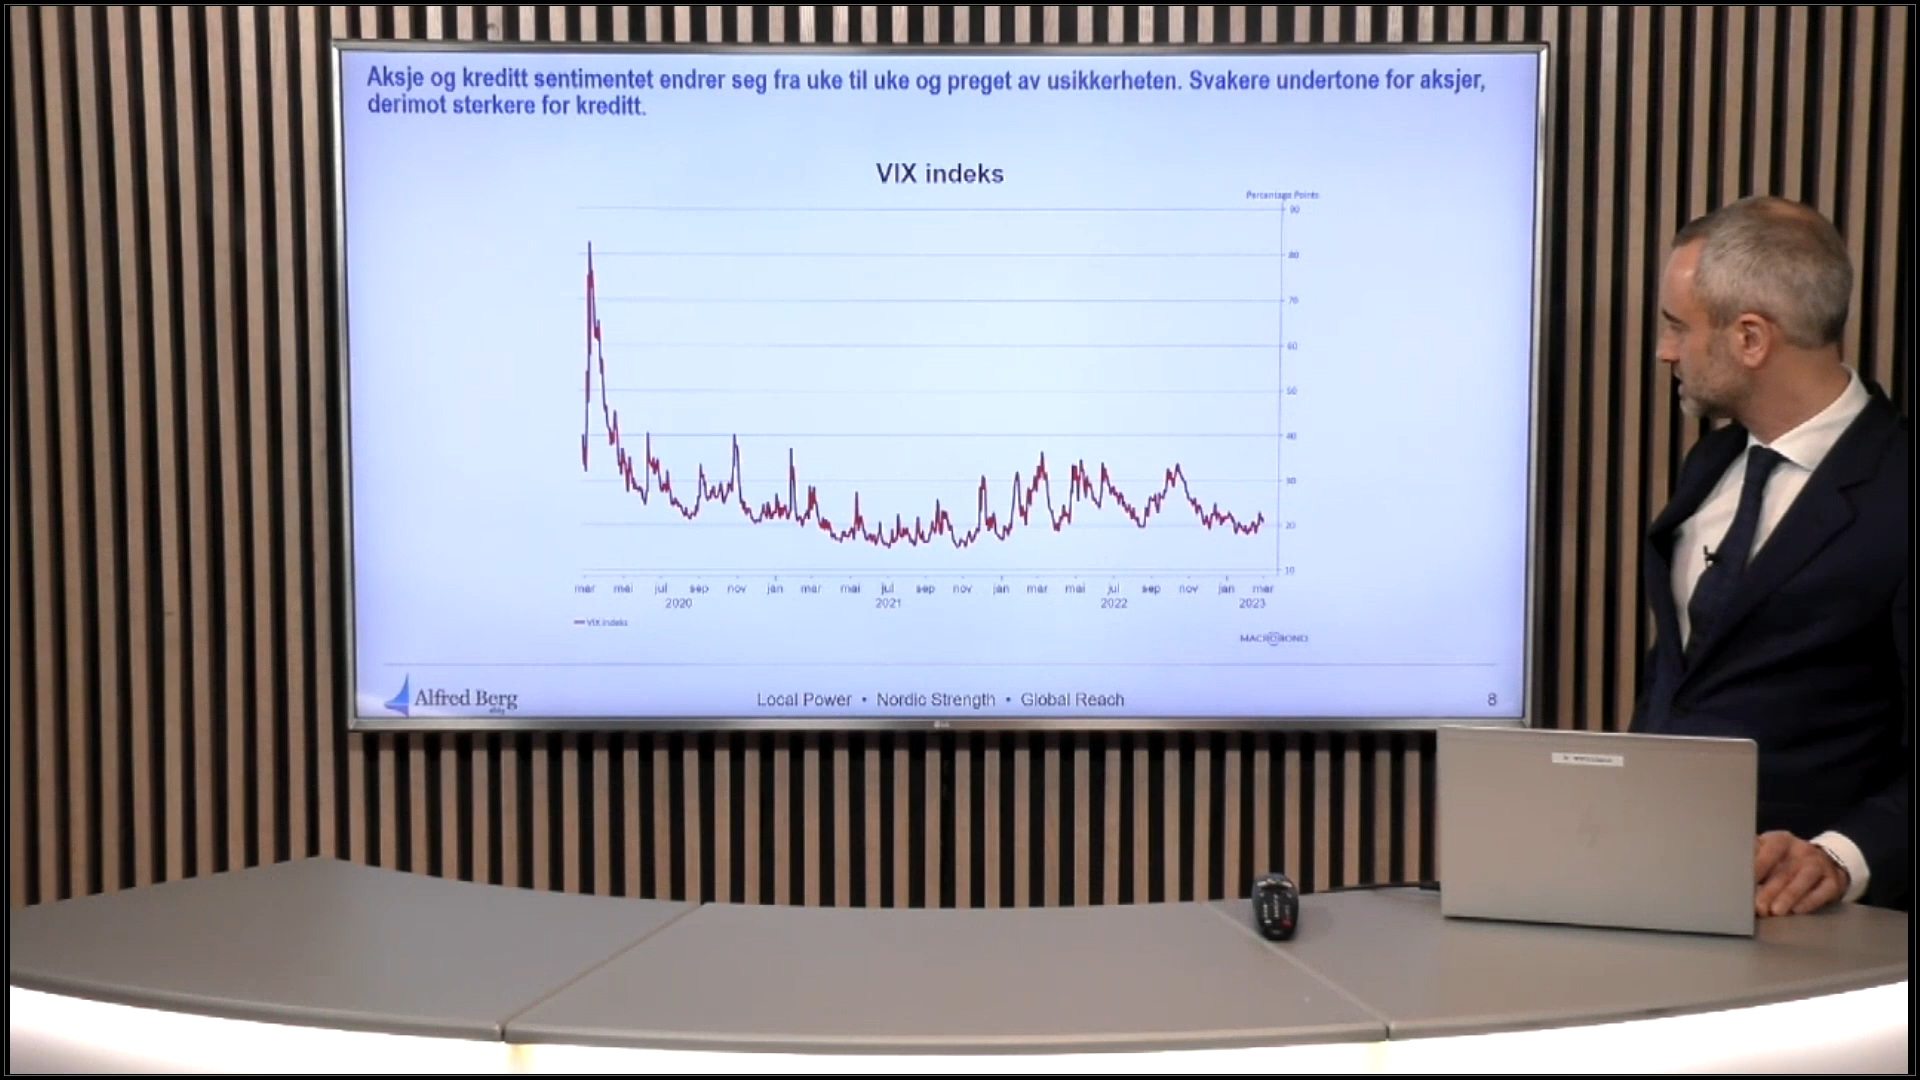 Aksje og kreditt sentimentet endrer seg fra uke til uke og preget av usikkerheten. Svakere undertone for aksjer,
derimot sterkere for kreditt.
VIX indeks
Percentage Points
90
80
70
60
50
40
30
20
10
mar mai jul sep nov jan mar mai jul sep nov jan mar mai jul sep nov jan mar
2020 2021 2022 2023
VIX indeks
MACROBOND
Alfred Berg
Local Power • Nordic Strength • Global Reach
8
LG